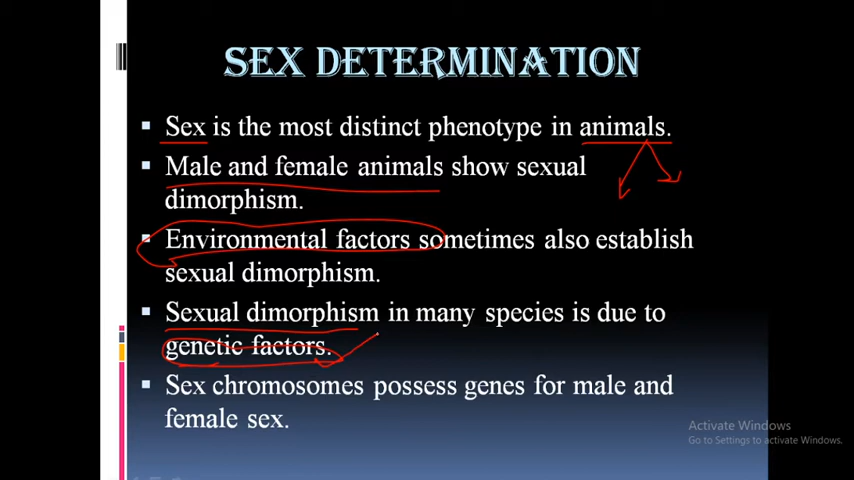 SEX DETERMINATION
Sex is the most distinct phenotype in animals.
Male and female animals show sexual
dimorphism.
Environmental factors sometimes also establish
sexual dimorphism.
Sexual dimorphism in many species is due to
genetic factors.
Sex chromosomes possess genes for male and
female sex.
Activate Windows
Go to Settings to activate Windows.